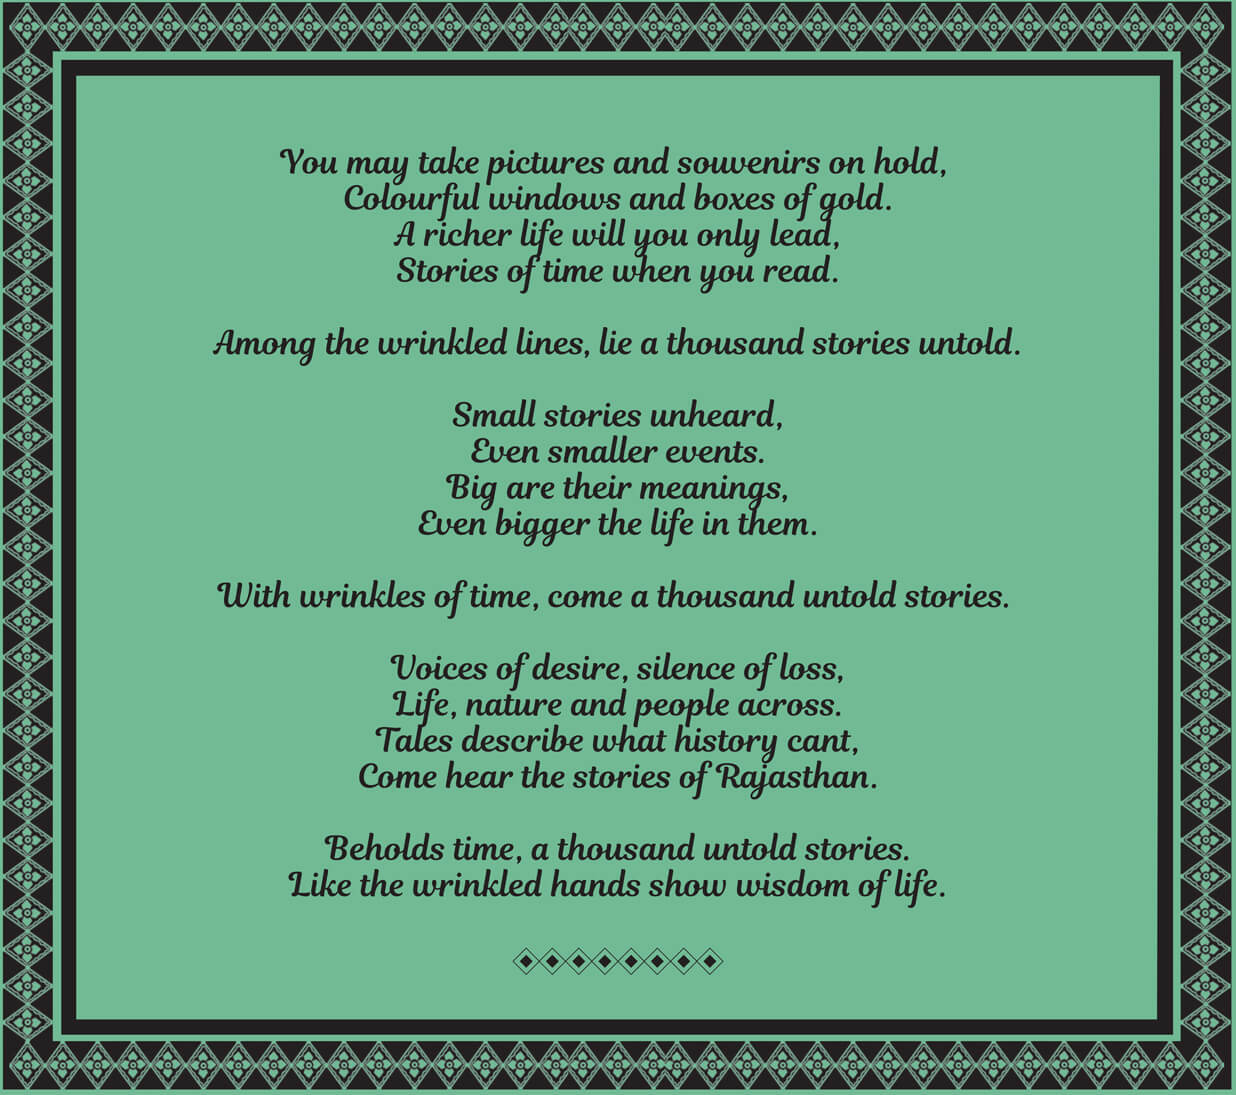 You may take pictures and souvenirs on hold,
Colourful windows and boxes of gold.
A richer life will you only lead,
Stories of time when you read.
Among the wrinkled lines, lie a thousand stories untold.
Small stories unheard,
Even smaller events.
Big are their meanings,
Even bigger the life in them.
With wrinkles of time, come a thousand untold stories.
Voices of desire, silence of loss,
Life, nature and people across.
Tales describe what history cant,
Come hear the stories of Rajasthan.
Beholds time, a thousand untold stories.
Like the wrinkled hands show wisdom of life.